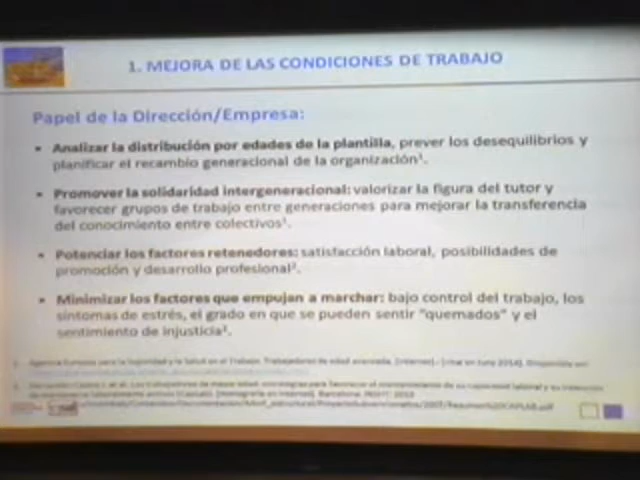 1. MEJORA DE LAS CONDICIONES DE TRABAJO
Papel de la Dirección/Empresa:
• Analizar la distribución por edades de la plantilla, prever los desequilibrios y
planificar el recambio generacional de la organización¹.
• Promover la solidaridad intergeneracional: valorizar la figura del tutor y
favorecer grupos de trabajo entre generaciones para mejorar la transferencia
del conocimiento entre colectivos¹.
• Potenciar los factores retenedores: satisfacción laboral, posibilidades de
promoción y desarrollo profesional².
• Minimizar los factores que empujan a marchar: bajo control del trabajo, los
síntomas de estrés, el grado en que se pueden sentir "quemados" y el
sentimiento de injusticia².